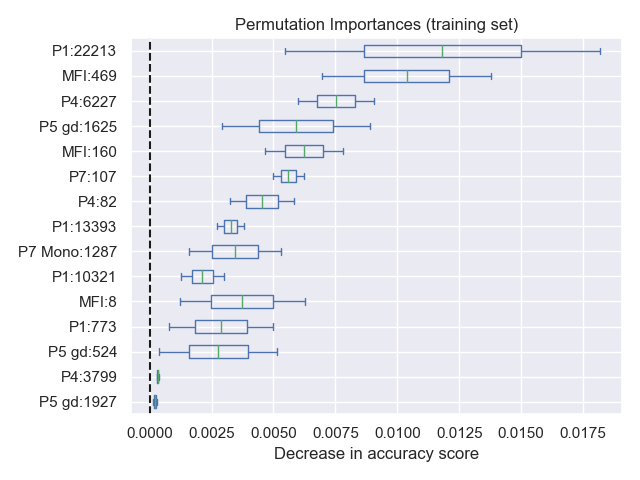 Permutation Importances (training set)
P1:22213
MFI:469
P4:6227
P5 gd:1625
MFI:160
P7:107
P4:82
P1:13393
P7 Mono:1287
P1:10321
MFI:8
P1:773
P5 gd:524
P4:3799
P5 gd:1927
0.0000 0.0025 0.0050 0.0075 0.0100 0.0125 0.0150 0.0175
Decrease in accuracy score